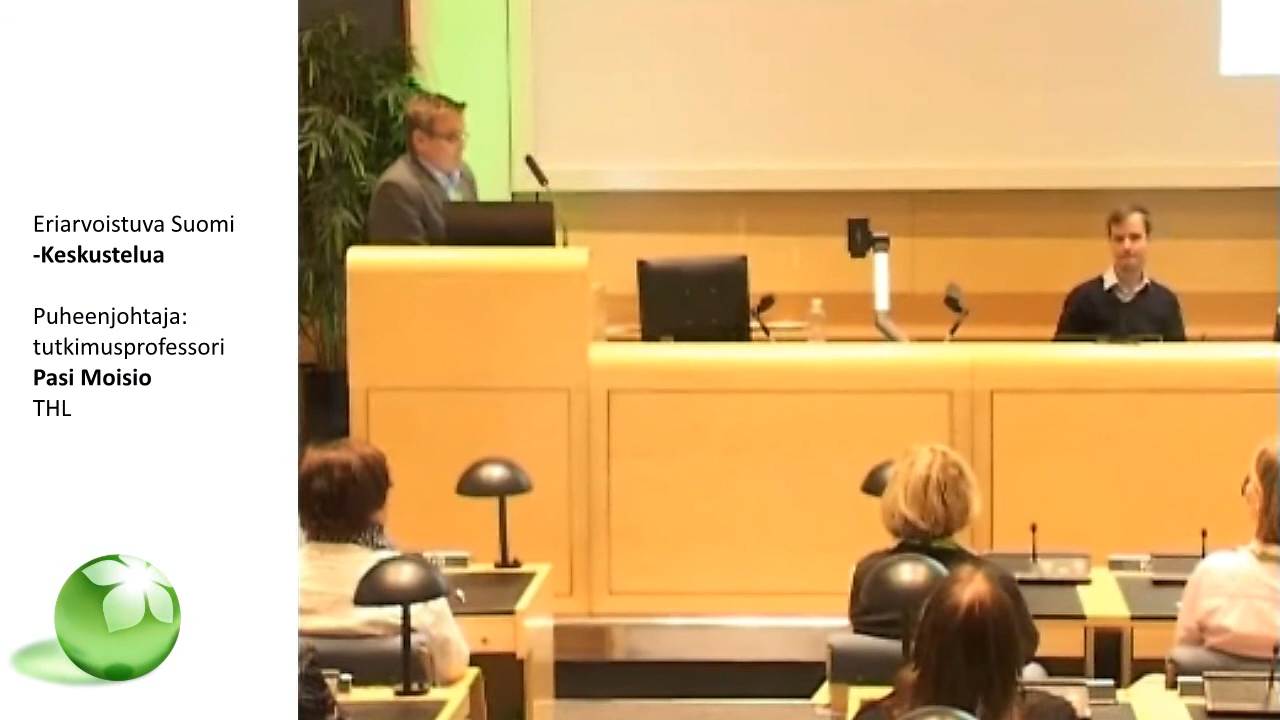 Eriarvoistuva Suomi
-Keskustelua
Puheenjohtaja:
tutkimusprofessori
Pasi Moisio
THL